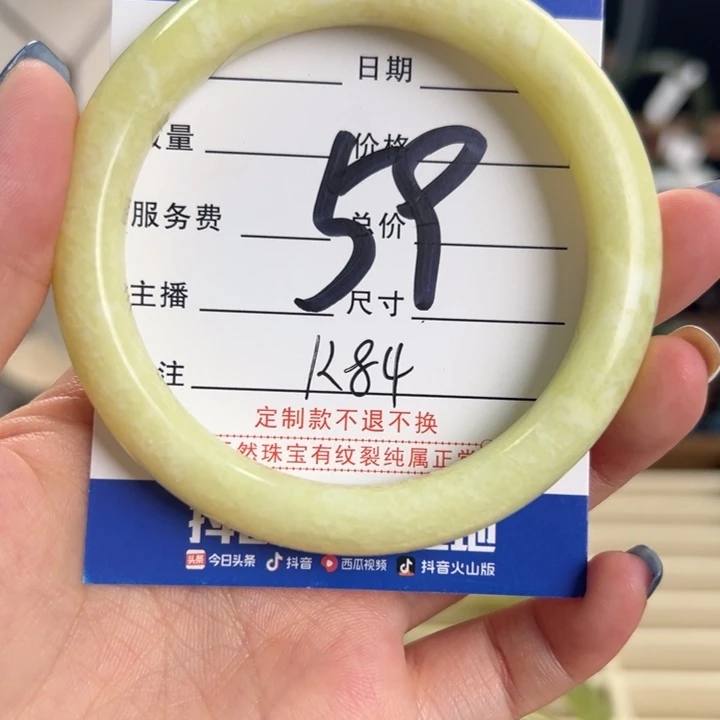 日期
量 价格
59
服务费 总价
主播 尺寸
注 K84
定制款不退不换
然珠宝有纹裂纯属正常
头条 今日头条 抖音 西瓜视频 抖音火山版